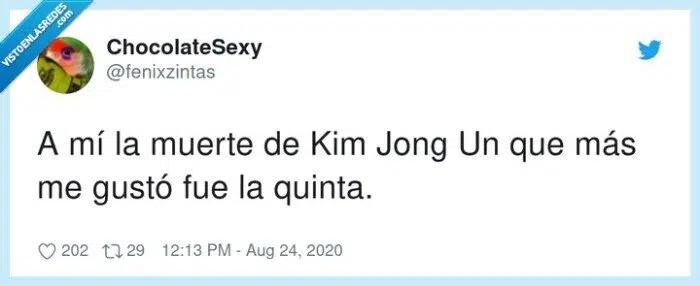 VISTOENLASREDES
.com
ChocolateSexy
@fenixzintas
A mí la muerte de Kim Jong Un que más
me gustó fue la quinta.
202 29 12:13 PM - Aug 24, 2020